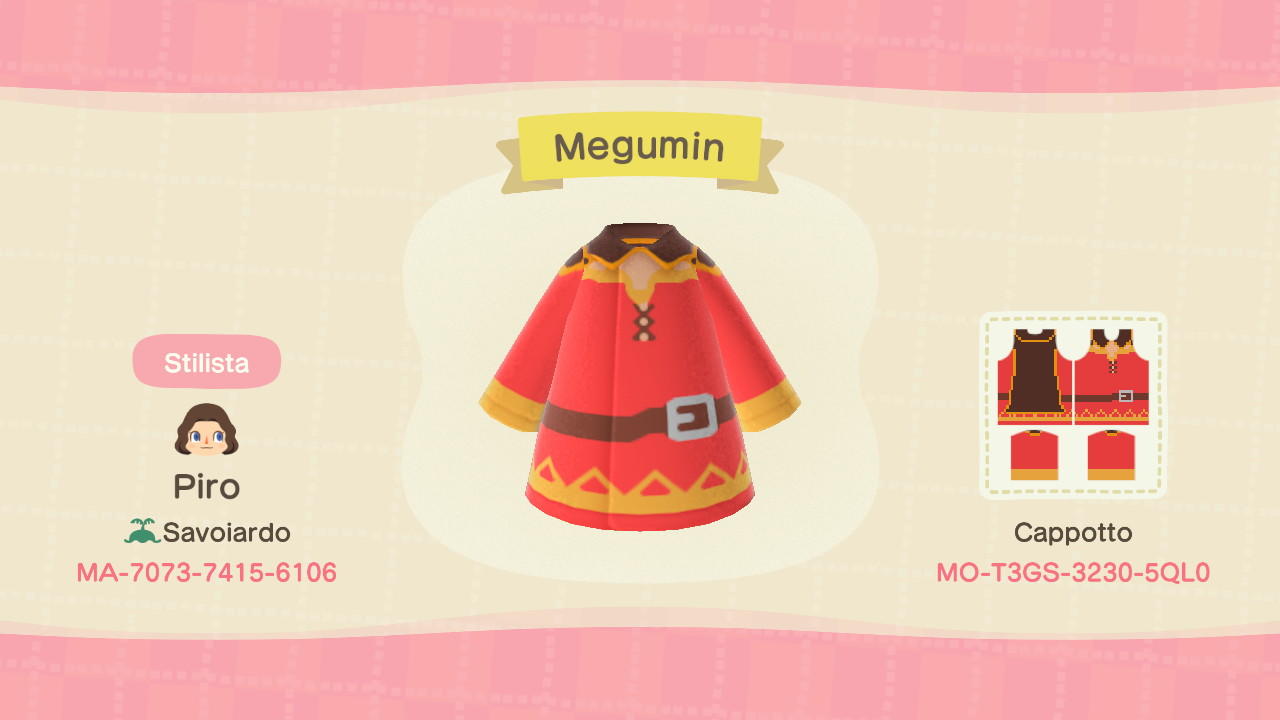 Megumin
Stilista
Piro
Savoiardo
MA-7073-7415-6106
Cappotto
MO-T3GS-3230-5QL0